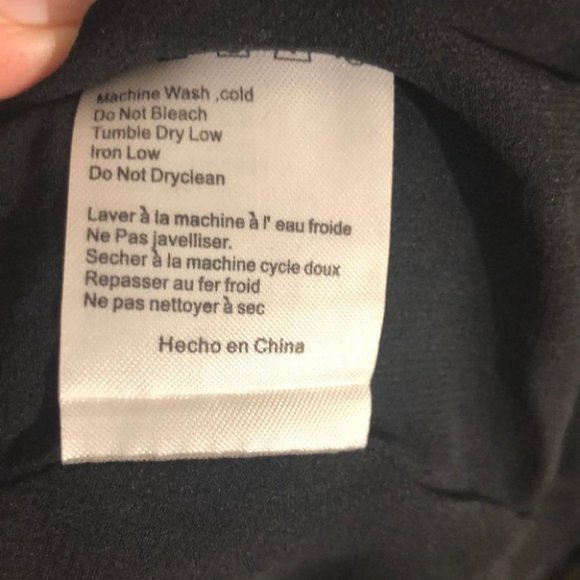 Machine Wash ,cold
Do Not Bleach
Tumble Dry Low
Iron Low
Do Not Dryclean
Laver à la machine à l' eau froide
Ne Pas javelliser.
Secher à la machine cycle doux
Repasser au fer froid
Ne pas nettoyer à sec
Hecho en China